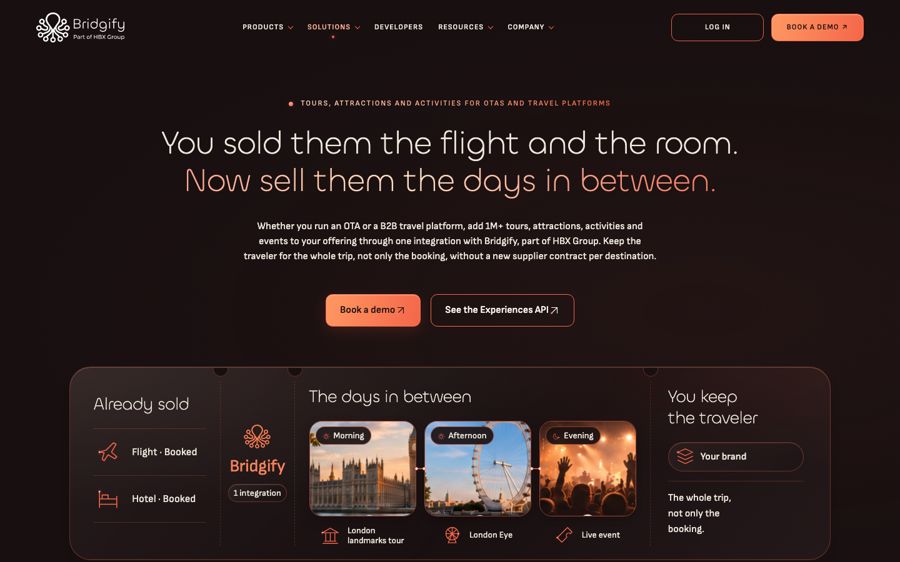 Bridgify
Part of HBX Group
PRODUCTS
SOLUTIONS
DEVELOPERS
RESOURCES
COMPANY
LOG IN
BOOK A DEMO
TOURS, ATTRACTIONS AND ACTIVITIES FOR OTAS AND TRAVEL PLATFORMS
You sold them the flight and the room.
Now sell them the days in between.
Whether you run an OTA or a B2B travel platform, add 1M+ tours, attractions, activities and
events to your offering through one integration with Bridgify, part of HBX Group. Keep the
traveler for the whole trip, not only the booking, without a new supplier contract per destination.
Book a demo
See the Experiences API
Already sold
Flight · Booked
Hotel · Booked
Bridgify
1 integration
The days in between
Morning
Afternoon
Evening
London
landmarks tour
London Eye
Live event
You keep
the traveler
Your brand
The whole trip,
not only the
booking.